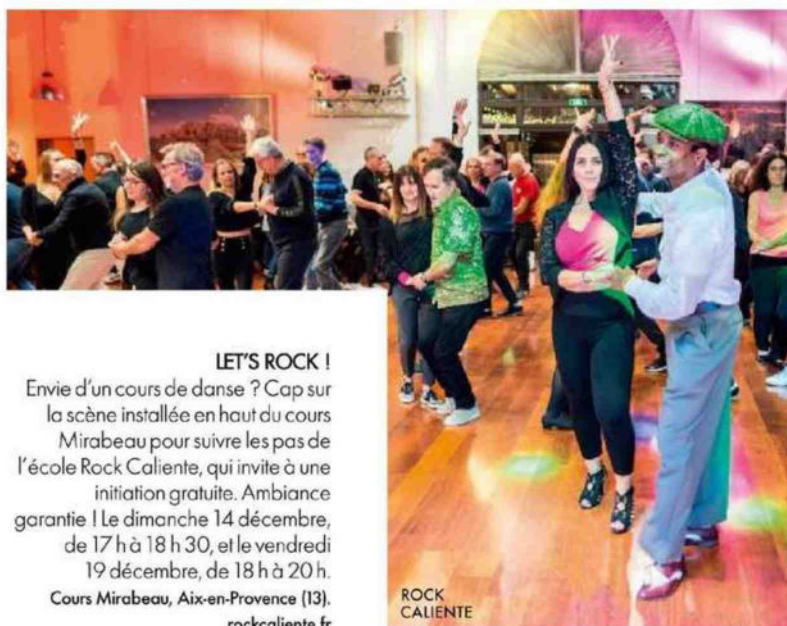 LET'S ROCK !
Envie d'un cours de danse ? Cap sur
la scène installée en haut du cours
Mirabeau pour suivre les pas de
l'école Rock Caliente, qui invite à une
initiation gratuite. Ambiance
garantie ! Le dimanche 14 décembre,
de 17 h à 18 h 30, et le vendredi
19 décembre, de 18 h à 20 h.
Cours Mirabeau, Aix-en-Provence (13).
rockcaliente.fr
ROCK
CALIENTE